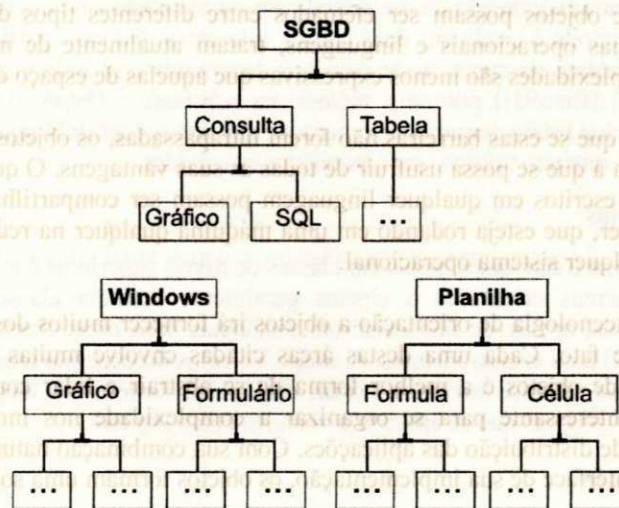 SGBD
Consulta Tabela
Gráfico SQL ...
Windows Planilha
Gráfico Formulário Formula Célula
... ... ... ... ... ... ... ...